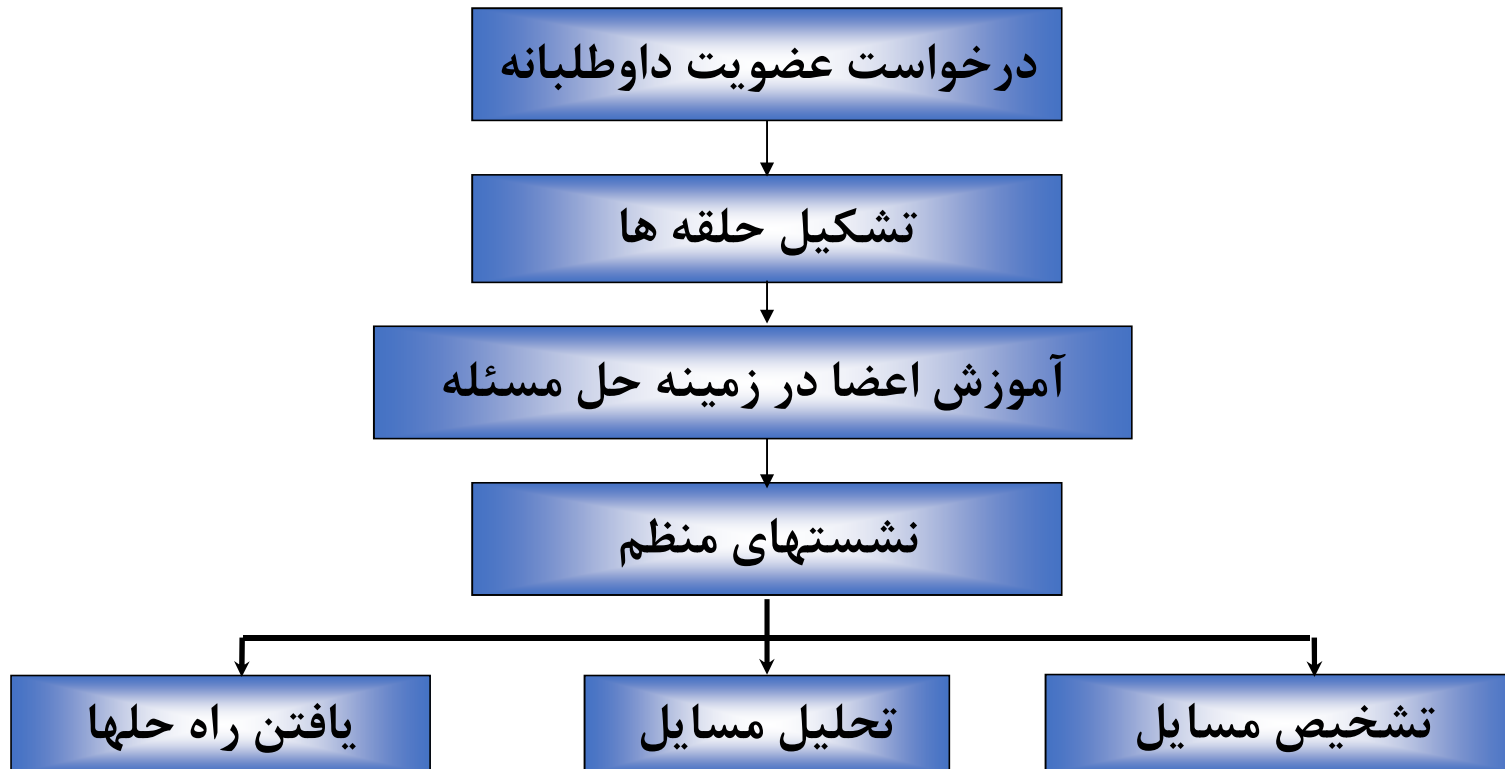 درخواست عضویت داوطلبانه
تشکیل حلقه ها
آموزش اعضا در زمینه حل مسئله
نشستهای منظم
تشخیص مسایل
تحلیل مسایل
یافتن راه حلها